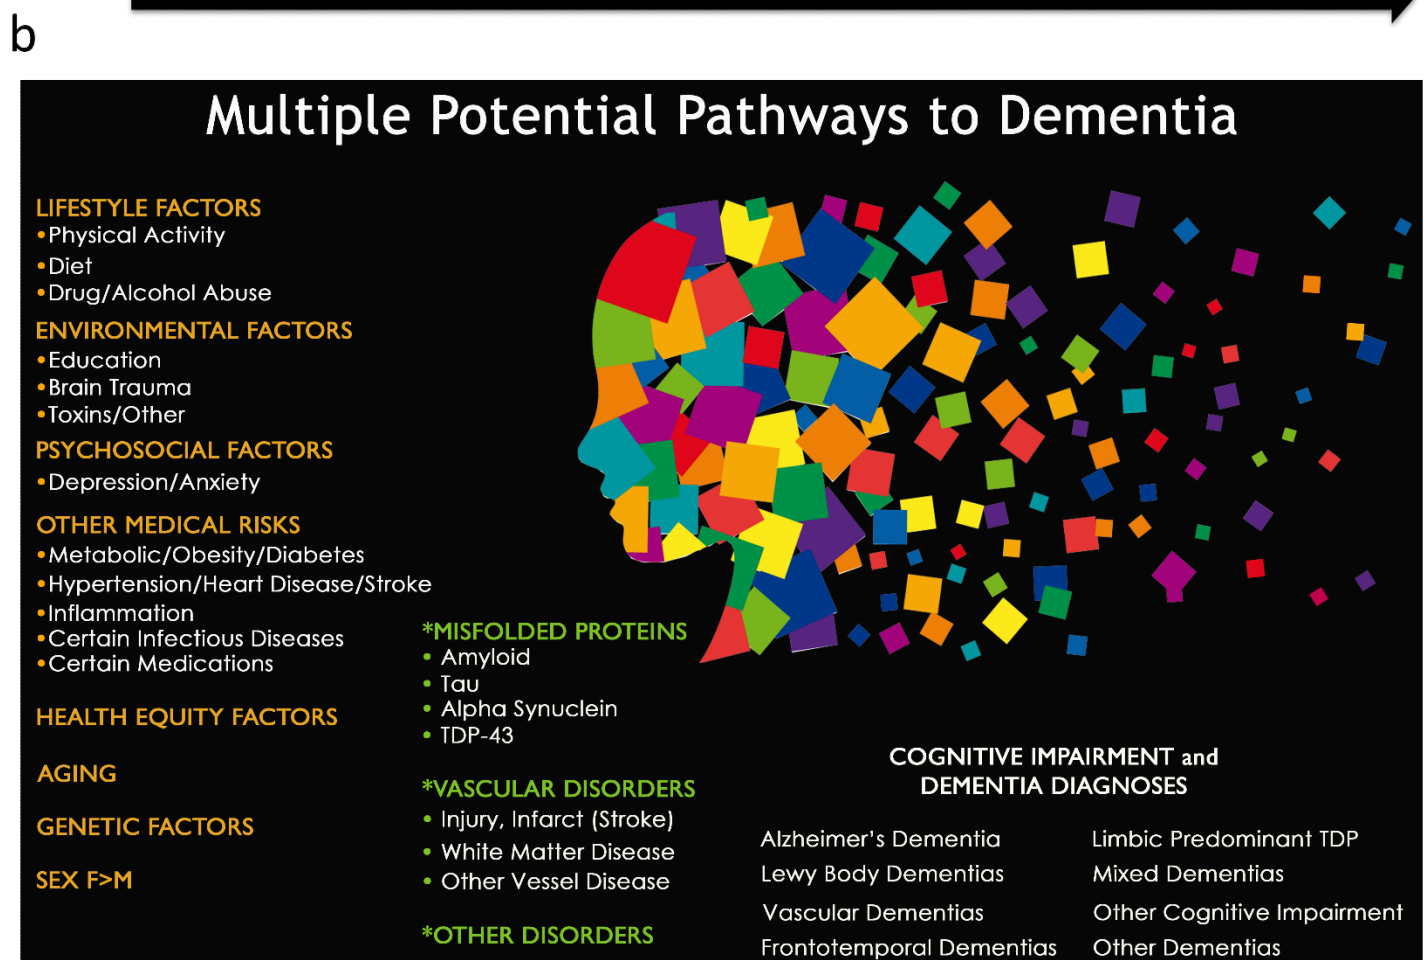 b
Multiple Potential Pathways to Dementia
LIFESTYLE FACTORS
•Physical Activity
•Diet
•Drug/Alcohol Abuse
ENVIRONMENTAL FACTORS
•Education
•Brain Trauma
•Toxins/Other
PSYCHOSOCIAL FACTORS
•Depression/Anxiety
OTHER MEDICAL RISKS
•Metabolic/Obesity/Diabetes
•Hypertension/Heart Disease/Stroke
•Inflammation
•Certain Infectious Diseases
•Certain Medications
HEALTH EQUITY FACTORS
AGING
GENETIC FACTORS
SEX F>M
*MISFOLDED PROTEINS
• Amyloid
• Tau
• Alpha Synuclein
• TDP-43
*VASCULAR DISORDERS
• Injury, Infarct (Stroke)
• White Matter Disease
• Other Vessel Disease
*OTHER DISORDERS
COGNITIVE IMPAIRMENT and
DEMENTIA DIAGNOSES
Alzheimer's Dementia
Lewy Body Dementias
Vascular Dementias
Frontotemporal Dementias
Limbic Predominant TDP
Mixed Dementias
Other Cognitive Impairment
Other Dementias